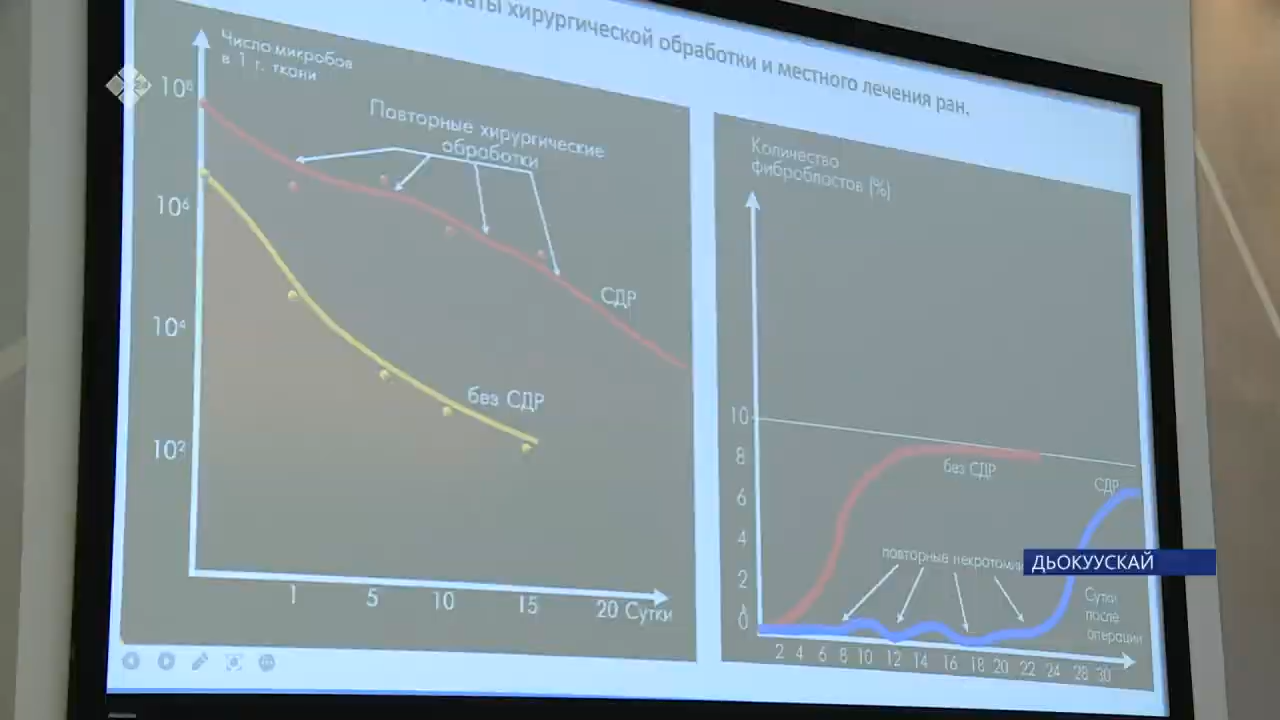 хирургической обработки и местного лечения ран.
Число микробов
в 1 г. ткани
10⁸
10⁶
10⁴
10²
Повторные хирургические
обработки
СДР
без СДР
1 5 10 15 20 Сутки
Количество
фибробластов (%)
10
8
6
4
2
0
без СДР
СДР
повторные
ДЬОКУУСКАЙ
Сутки
после
операции
2 4 6 8 10 12 14 16 18 20 22 24 28 30